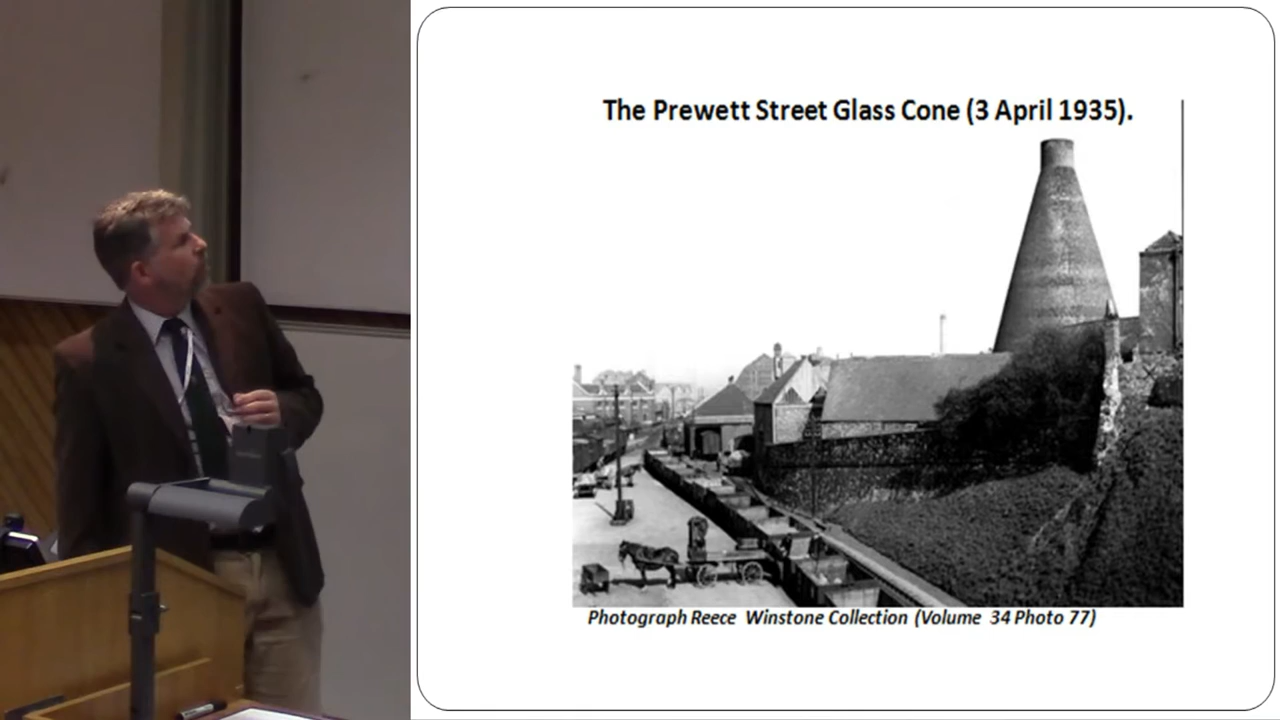 The Prewett Street Glass Cone (3 April 1935).
Photograph Reece Winstone Collection (Volume 34 Photo 77)